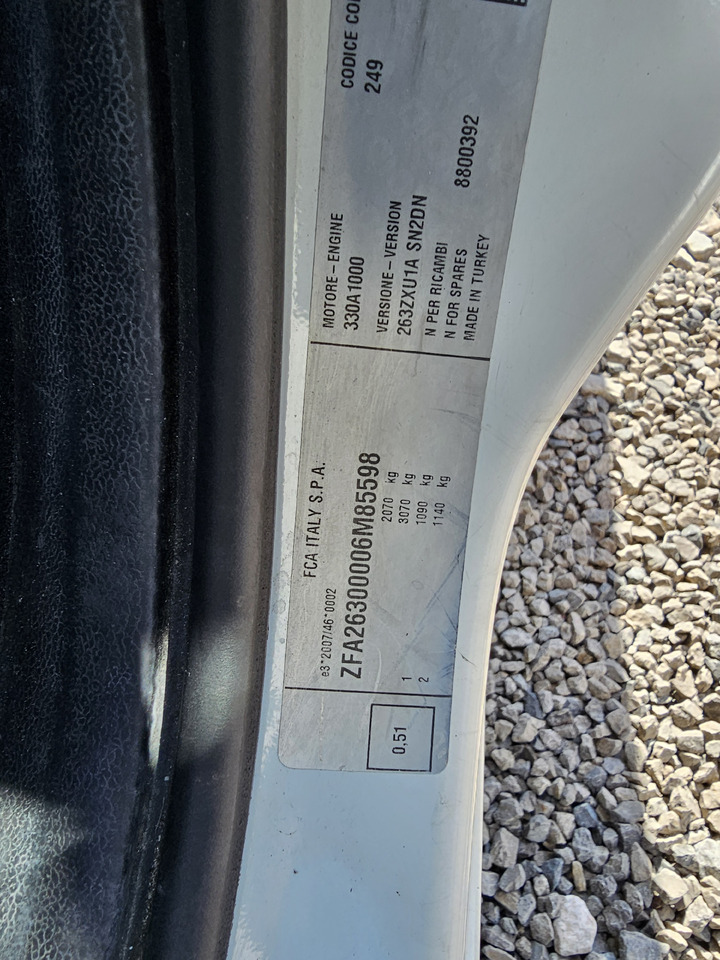 0,51
FCA ITALY S.P.A.
e3*2007/46*0002
ZFA26300006M85598
2070 kg
3070 kg
1 1090 kg
2 1140 kg
MOTORE – ENGINE
330A1000
VERSIONE – VERSION
263ZXU1A SN2DN
N PER RICAMBI
N FOR SPARES 8800392
MADE IN TURKEY
CODICE
249